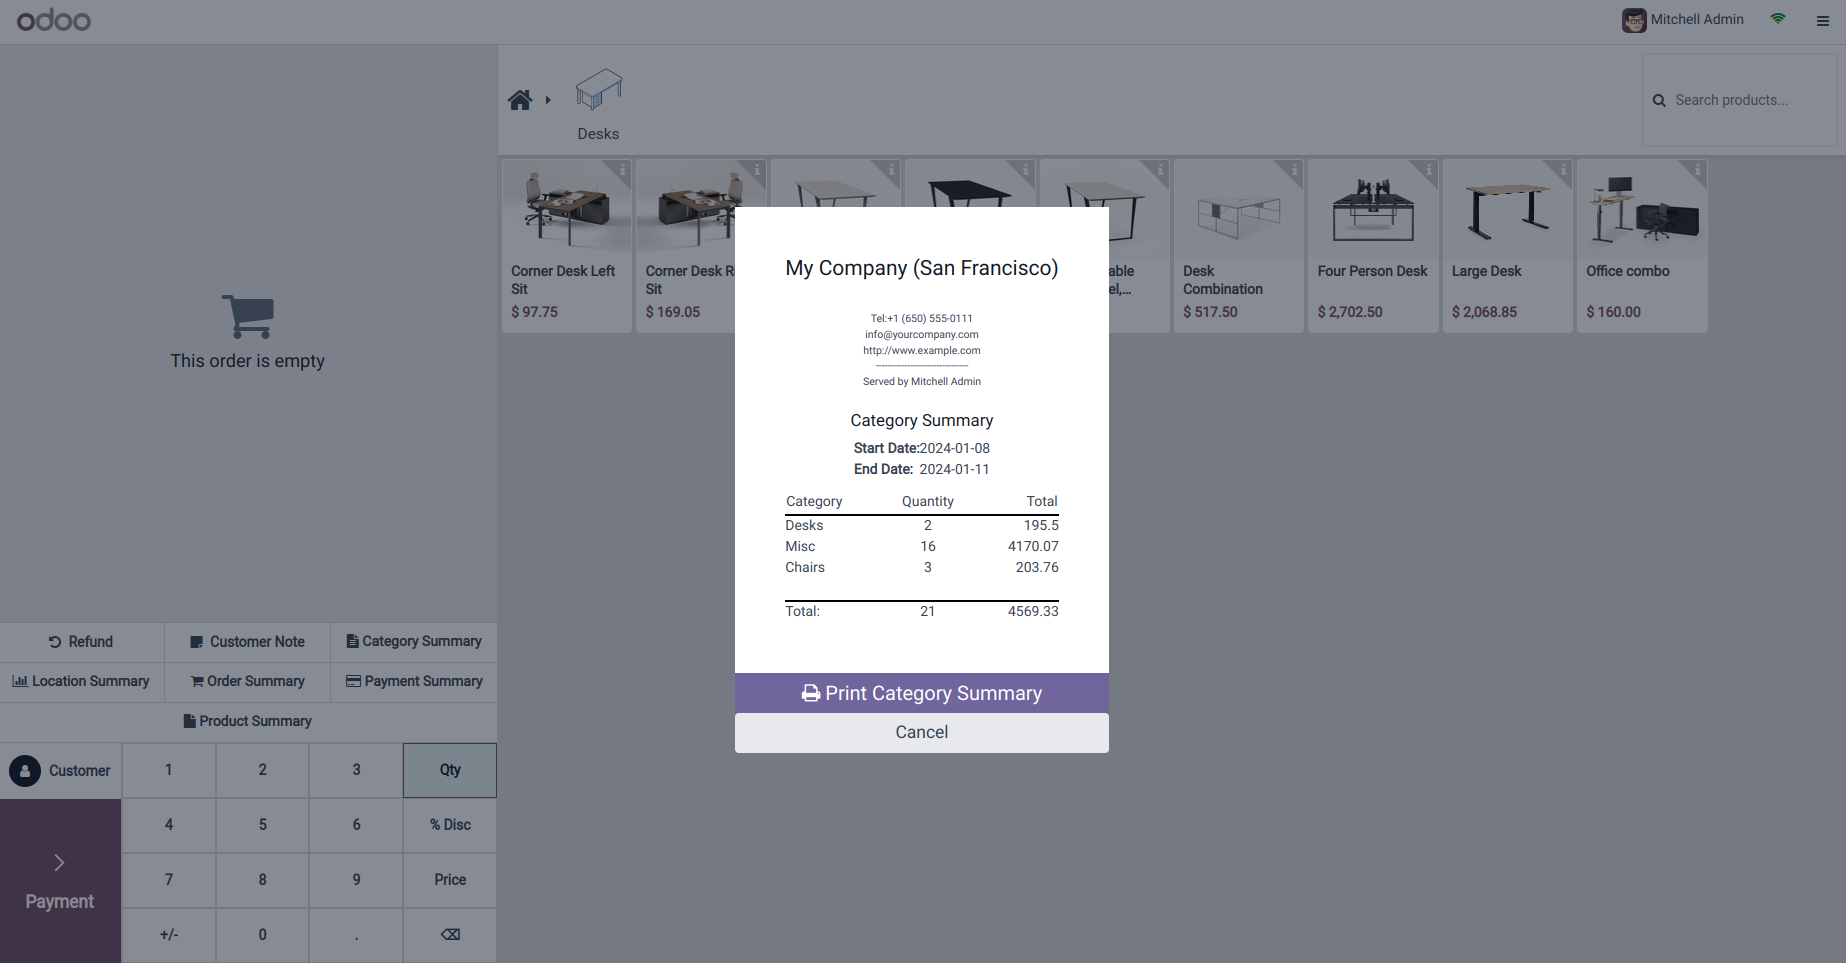 odoo
Mitchell Admin
Desks
Search products...
This order is empty
Corner Desk Left
Sit
$ 97.75
Corner Desk R
Sit
$ 169.05
able
el,...
Desk
Combination
$ 517.50
Four Person Desk
$ 2,702.50
Large Desk
$ 2,068.85
Office combo
$ 160.00
My Company (San Francisco)
Tel:+1 (650) 555-0111
info@yourcompany.com
http://www.example.com
--------------------------------
Served by Mitchell Admin
Category Summary
Start Date:2024-01-08
End Date: 2024-01-11
Category Quantity Total
Desks 2 195.5
Misc 16 4170.07
Chairs 3 203.76
Total: 21 4569.33
Print Category Summary
Cancel
Refund Customer Note Category Summary
Location Summary Order Summary Payment Summary
Product Summary
Customer 1 2 3 Qty
4 5 6 % Disc
7 8 9 Price
Payment
+/- 0 . ⌫